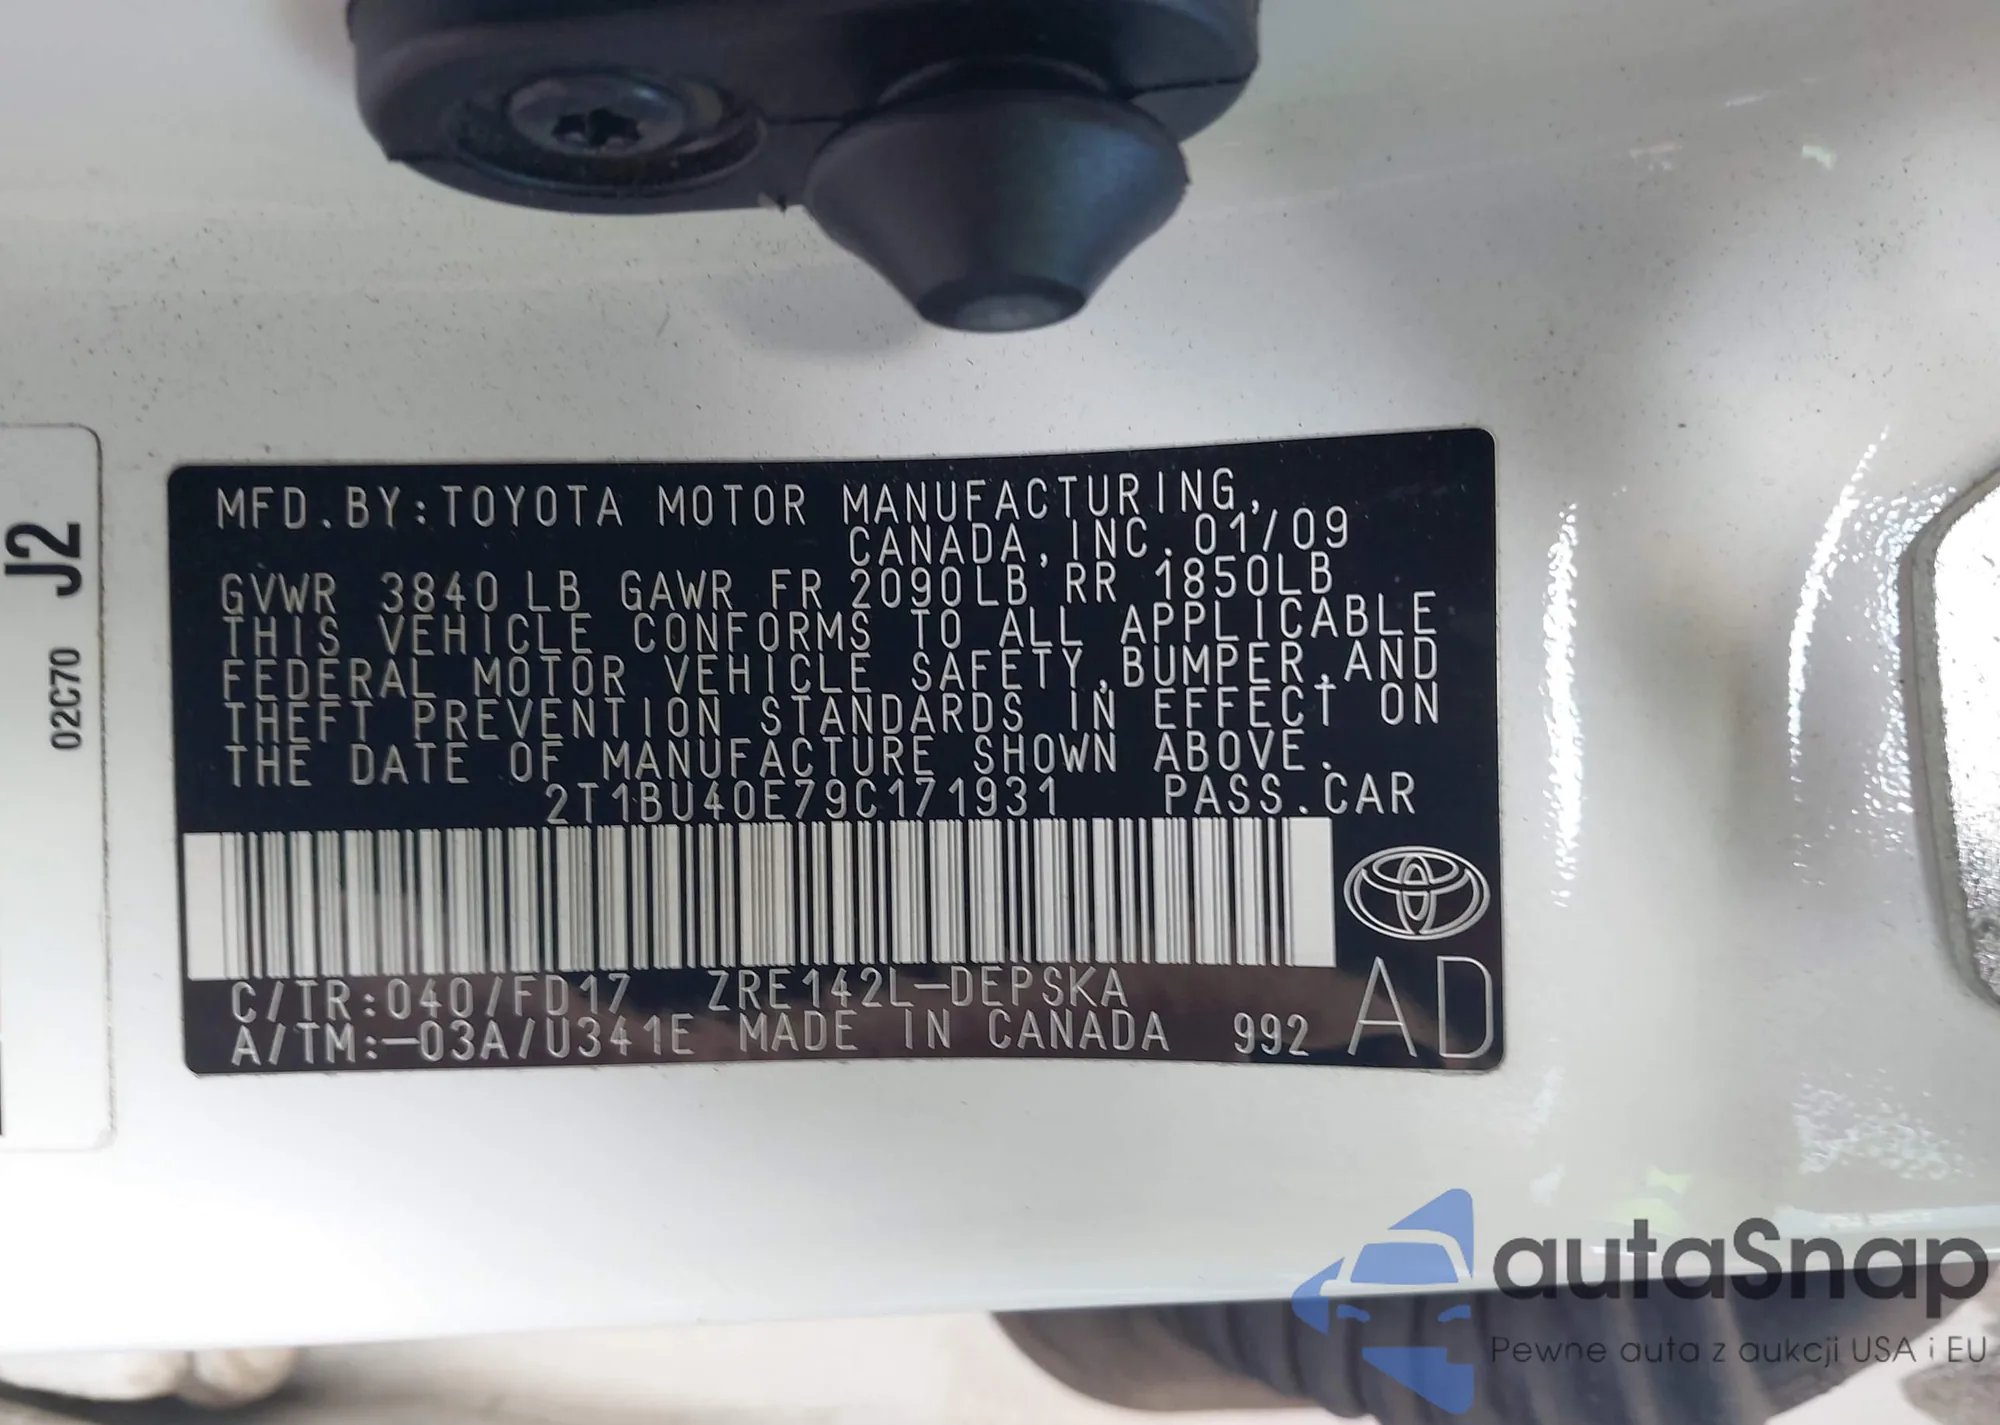 MFD.BY:TOYOTA MOTOR MANUFACTURING,
CANADA,INC.01/09
GVWR 3840 LB GAWR FR 2090LB RR 1850LB
THIS VEHICLE CONFORMS TO ALL APPLICABLE
FEDERAL MOTOR VEHICLE SAFETY,BUMPER,AND
THEFT PREVENTION STANDARDS IN EFFECT ON
THE DATE OF MANUFACTURE SHOWN ABOVE.
2T1BU40E79C171931 PASS.CAR
C/TR:040/FD17 ZRE142L-DEPSKA
A/TM:-03A/U341E MADE IN CANADA 992 AD
02C70 J2
autaSnap
Pewne auta z aukcji USA i EU